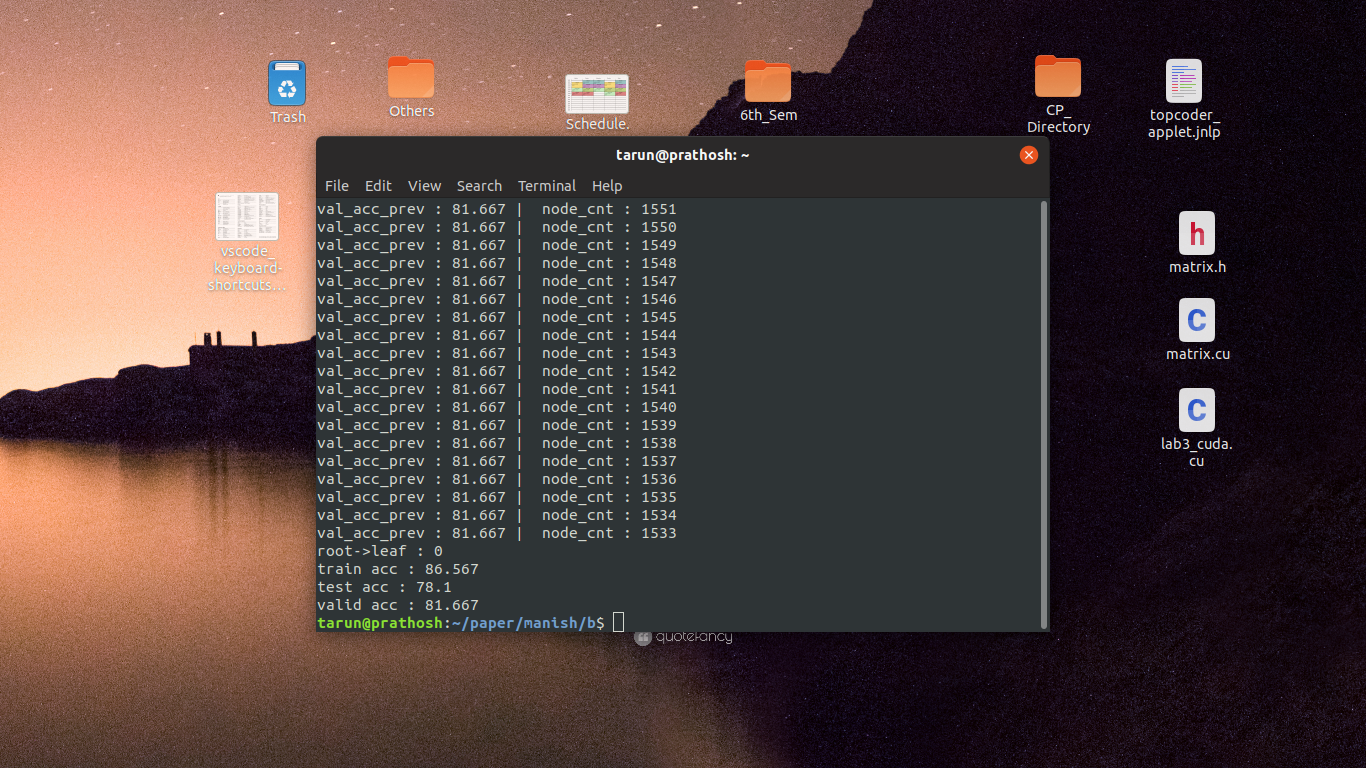 Trash
Others
Schedule.
6th_Sem
CP_
Directory
topcoder_
applet.jnlp
tarun@prathosh: ~
File Edit View Search Terminal Help
val_acc_prev : 81.667 |  node_cnt : 1551
val_acc_prev : 81.667 |  node_cnt : 1550
val_acc_prev : 81.667 |  node_cnt : 1549
val_acc_prev : 81.667 |  node_cnt : 1548
val_acc_prev : 81.667 |  node_cnt : 1547
val_acc_prev : 81.667 |  node_cnt : 1546
val_acc_prev : 81.667 |  node_cnt : 1545
val_acc_prev : 81.667 |  node_cnt : 1544
val_acc_prev : 81.667 |  node_cnt : 1543
val_acc_prev : 81.667 |  node_cnt : 1542
val_acc_prev : 81.667 |  node_cnt : 1541
val_acc_prev : 81.667 |  node_cnt : 1540
val_acc_prev : 81.667 |  node_cnt : 1539
val_acc_prev : 81.667 |  node_cnt : 1538
val_acc_prev : 81.667 |  node_cnt : 1537
val_acc_prev : 81.667 |  node_cnt : 1536
val_acc_prev : 81.667 |  node_cnt : 1535
val_acc_prev : 81.667 |  node_cnt : 1534
val_acc_prev : 81.667 |  node_cnt : 1533
root->leaf : 0
train acc : 86.567
test acc : 78.1
valid acc : 81.667
tarun@prathosh:~/paper/manish/b$
vscode_
keyboard-
shortcuts…
h
matrix.h
C
matrix.cu
C
lab3_cuda.
cu
quotefancy